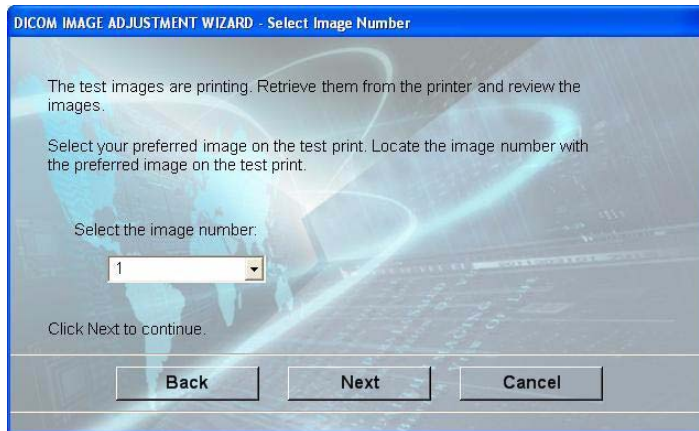 DICOM IMAGE ADJUSTMENT WIZARD - Select Image Number
The test images are printing. Retrieve them from the printer and review the
images.
Select your preferred image on the test print. Locate the image number with
the preferred image on the test print.
Select the image number:
1
Click Next to continue.
Back Next Cancel